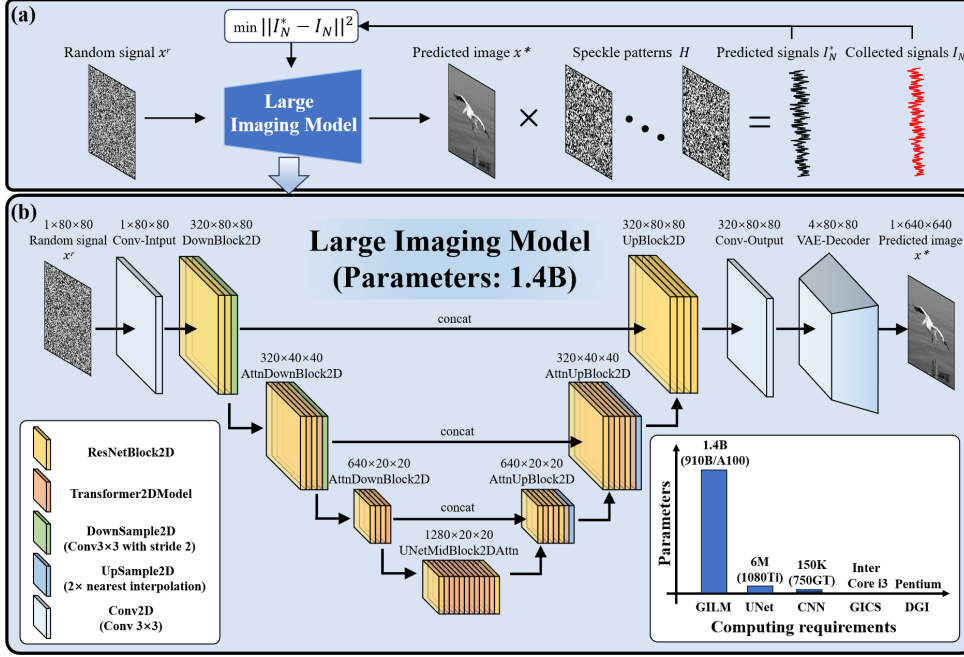 (a)
min ||I*_N − I_N||²
Random signal x^r
Predicted image x*
Speckle patterns H
Predicted signals I*_N
Collected signals I_N
Large
Imaging Model
×
=
(b)
1×80×80
Random signal
x^r
1×80×80
Conv-Intput
320×80×80
DownBlock2D
Large Imaging Model
(Parameters: 1.4B)
320×80×80
UpBlock2D
320×80×80
Conv-Output
4×80×80
VAE-Decoder
1×640×640
Predicted image
x*
concat
320×40×40
AttnDownBlock2D
320×40×40
AttnUpBlock2D
concat
640×20×20
AttnDownBlock2D
640×20×20
AttnUpBlock2D
concat
1280×20×20
UNetMidBlock2DAttn
ResNetBlock2D
Transformer2DModel
DownSample2D
(Conv3×3 with stride 2)
UpSample2D
(2× nearest interpolation)
Conv2D
(Conv 3×3)
Parameters
1.4B
(910B/A100)
6M
(1080Ti)
150K
(750GT)
Inter
Core i3
Pentium
GILM UNet CNN GICS DGI
Computing requirements